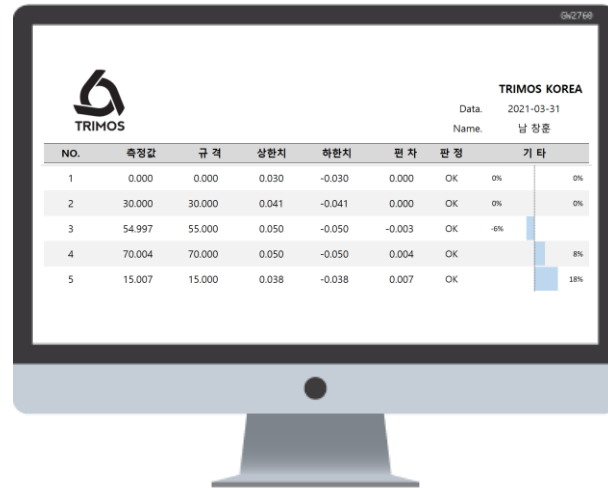 GW2760
TRIMOS
TRIMOS KOREA
Data. 2021-03-31
Name. 남 창훈
NO. 측정값 규 격 상한치 하한치 편 차 판 정 기 타
1 0.000 0.000 0.030 -0.030 0.000 OK 0% 0%
2 30.000 30.000 0.041 -0.041 0.000 OK 0% 0%
3 54.997 55.000 0.050 -0.050 -0.003 OK -6%
4 70.004 70.000 0.050 -0.050 0.004 OK 8%
5 15.007 15.000 0.038 -0.038 0.007 OK 18%